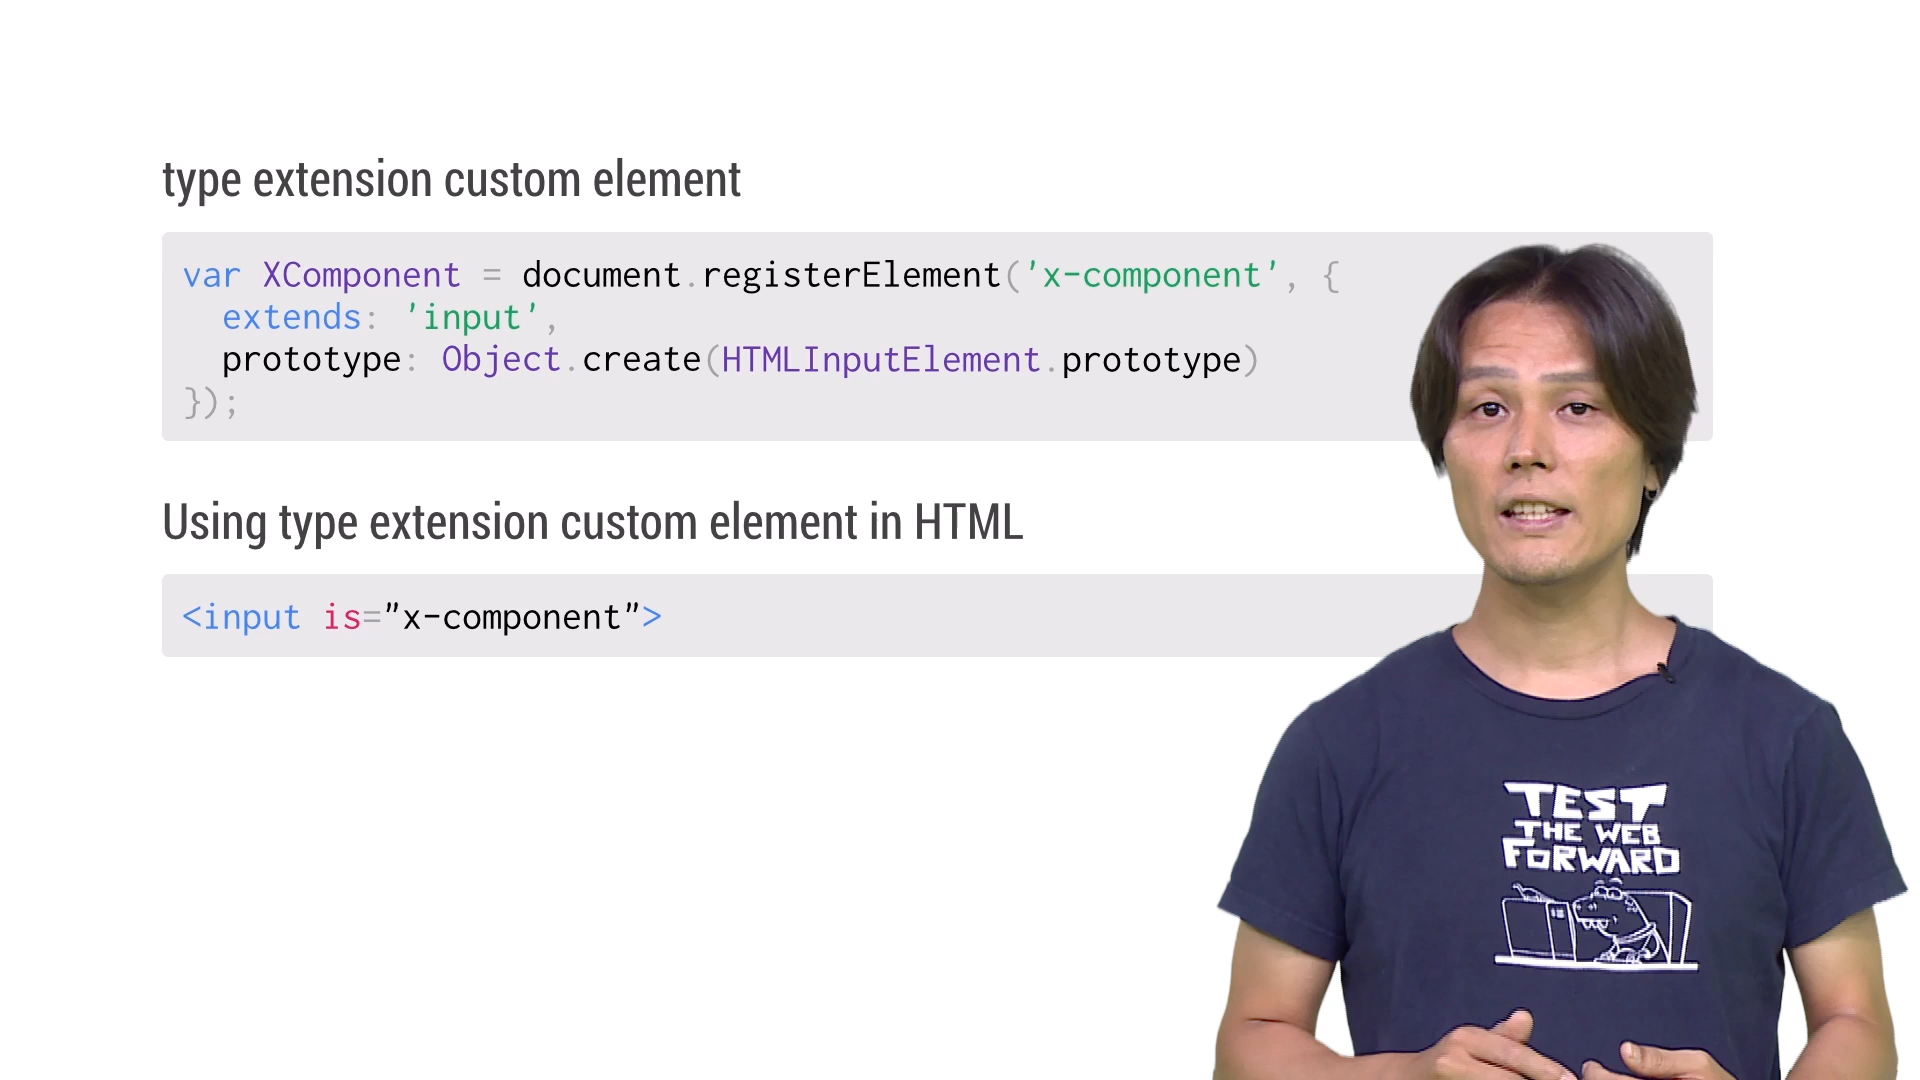 type extension custom element
var XComponent = document.registerElement('x-component', {
  extends: 'input',
  prototype: Object.create(HTMLInputElement.prototype)
});
Using type extension custom element in HTML
<input is="x-component">
TEST
THE WEB
FORWARD